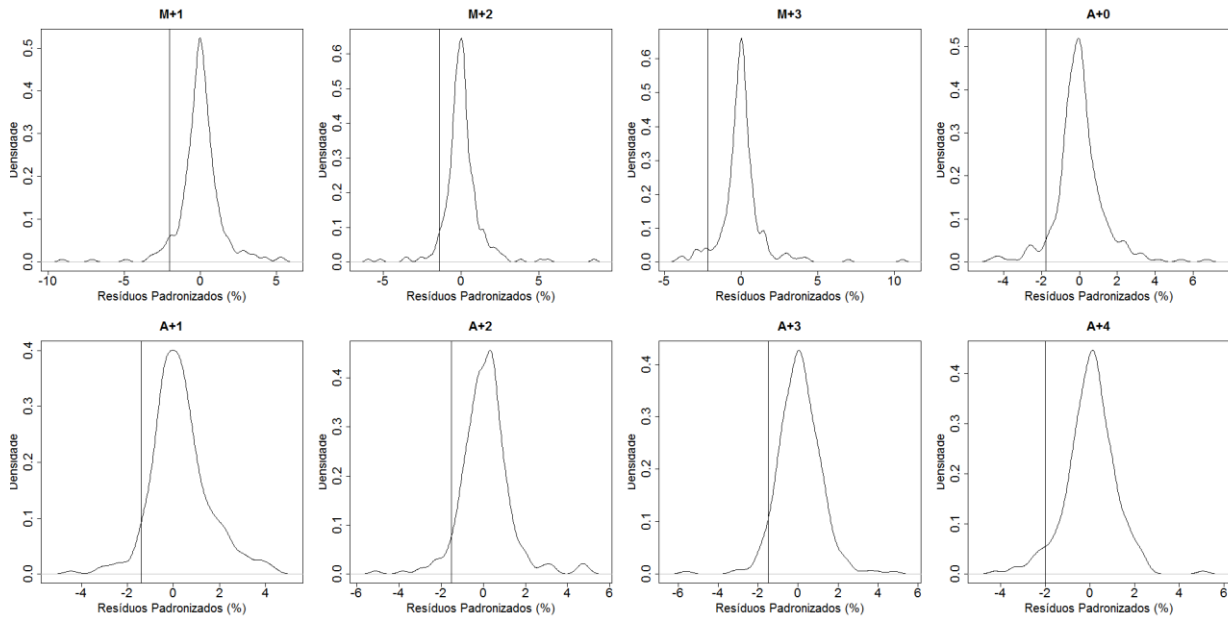 M+1
M+2
M+3
A+0
Densidade
0.0 0.1 0.2 0.3 0.4 0.5
-10 -5 0 5
Resíduos Padronizados (%)
Densidade
0.0 0.1 0.2 0.3 0.4 0.5 0.6
-5 0 5
Resíduos Padronizados (%)
Densidade
0.0 0.1 0.2 0.3 0.4 0.5 0.6
-5 0 5 10
Resíduos Padronizados (%)
Densidade
0.0 0.1 0.2 0.3 0.4 0.5
-4 -2 0 2 4 6
Resíduos Padronizados (%)
A+1
A+2
A+3
A+4
Densidade
0.0 0.1 0.2 0.3 0.4
-4 -2 0 2 4
Resíduos Padronizados (%)
Densidade
0.0 0.1 0.2 0.3 0.4
-6 -4 -2 0 2 4 6
Resíduos Padronizados (%)
Densidade
0.0 0.1 0.2 0.3 0.4
-6 -4 -2 0 2 4 6
Resíduos Padronizados (%)
Densidade
0.0 0.1 0.2 0.3 0.4
-4 -2 0 2 4 6
Resíduos Padronizados (%)